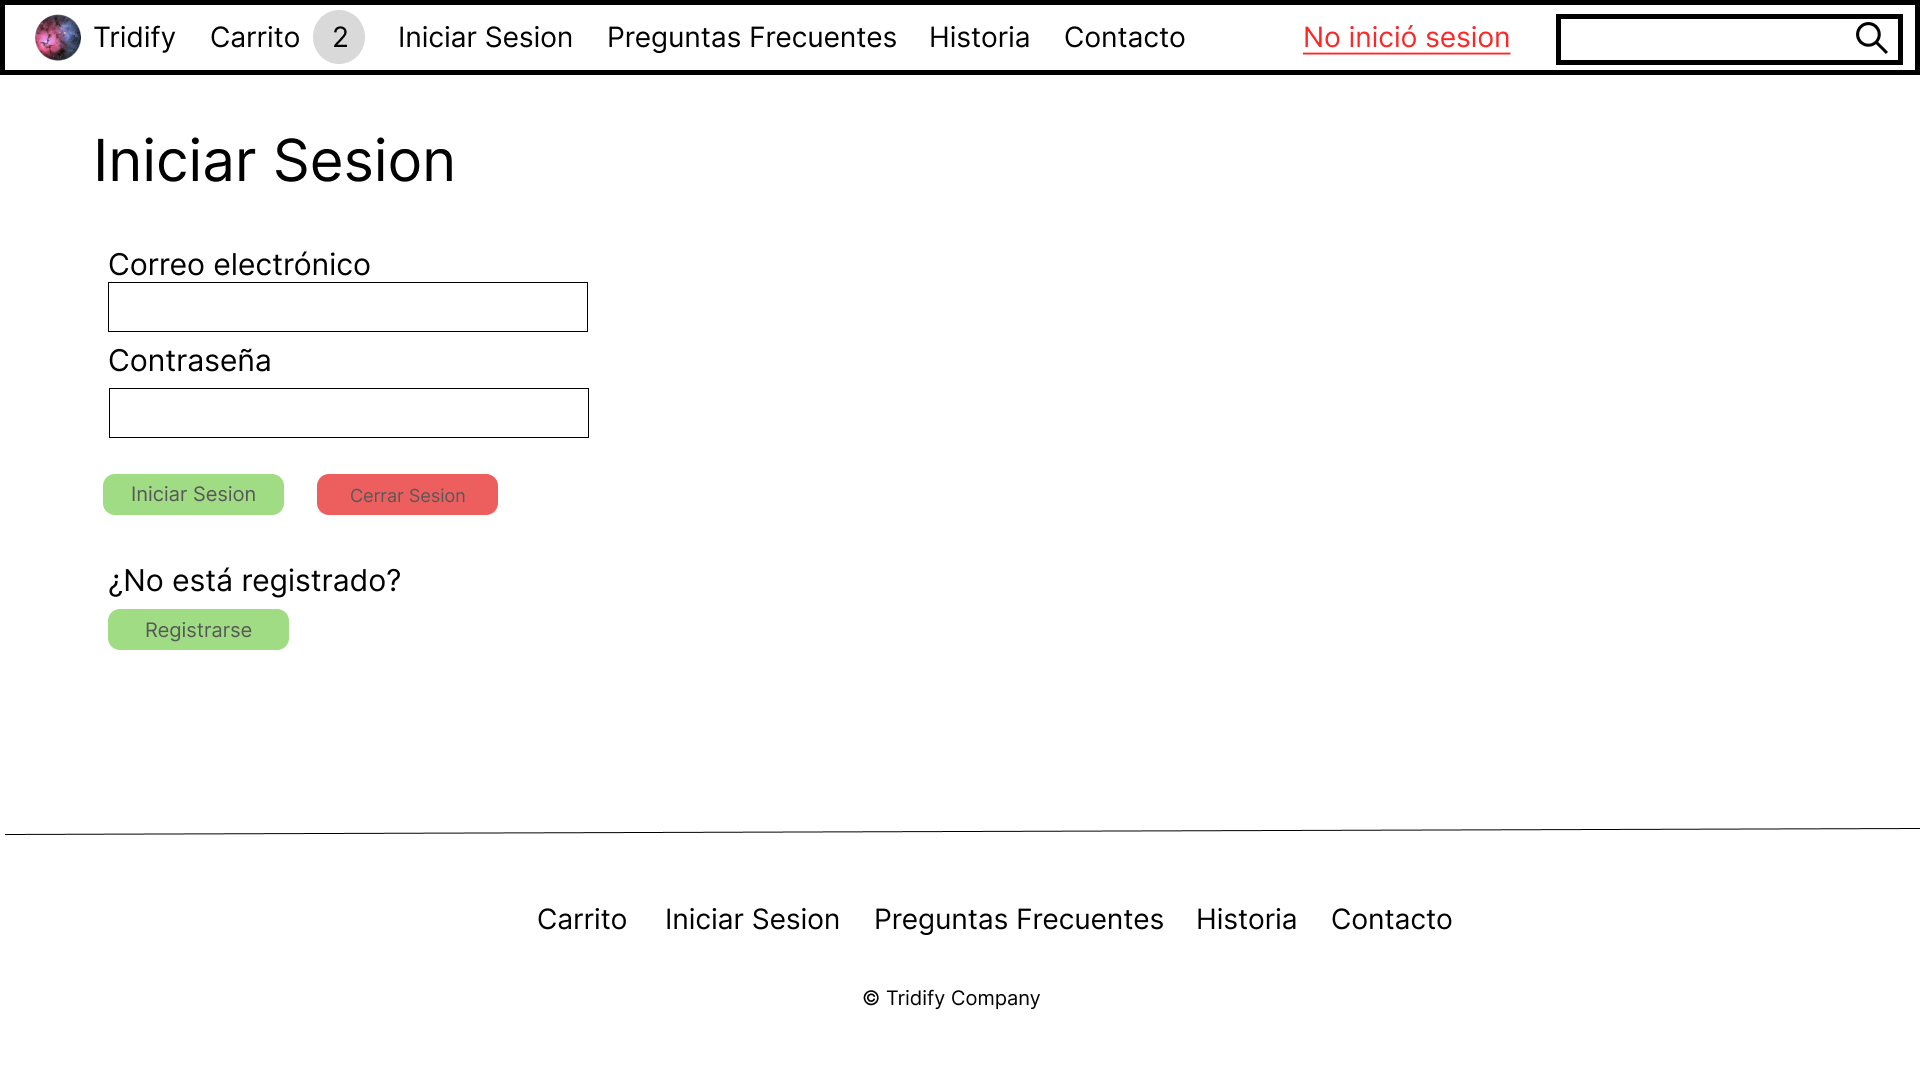 Tridify Carrito 2 Iniciar Sesion Preguntas Frecuentes Historia Contacto No inició sesion
Iniciar Sesion
Correo electrónico
Contraseña
Iniciar Sesion Cerrar Sesion
¿No está registrado?
Registrarse
Carrito Iniciar Sesion Preguntas Frecuentes Historia Contacto
© Tridify Company